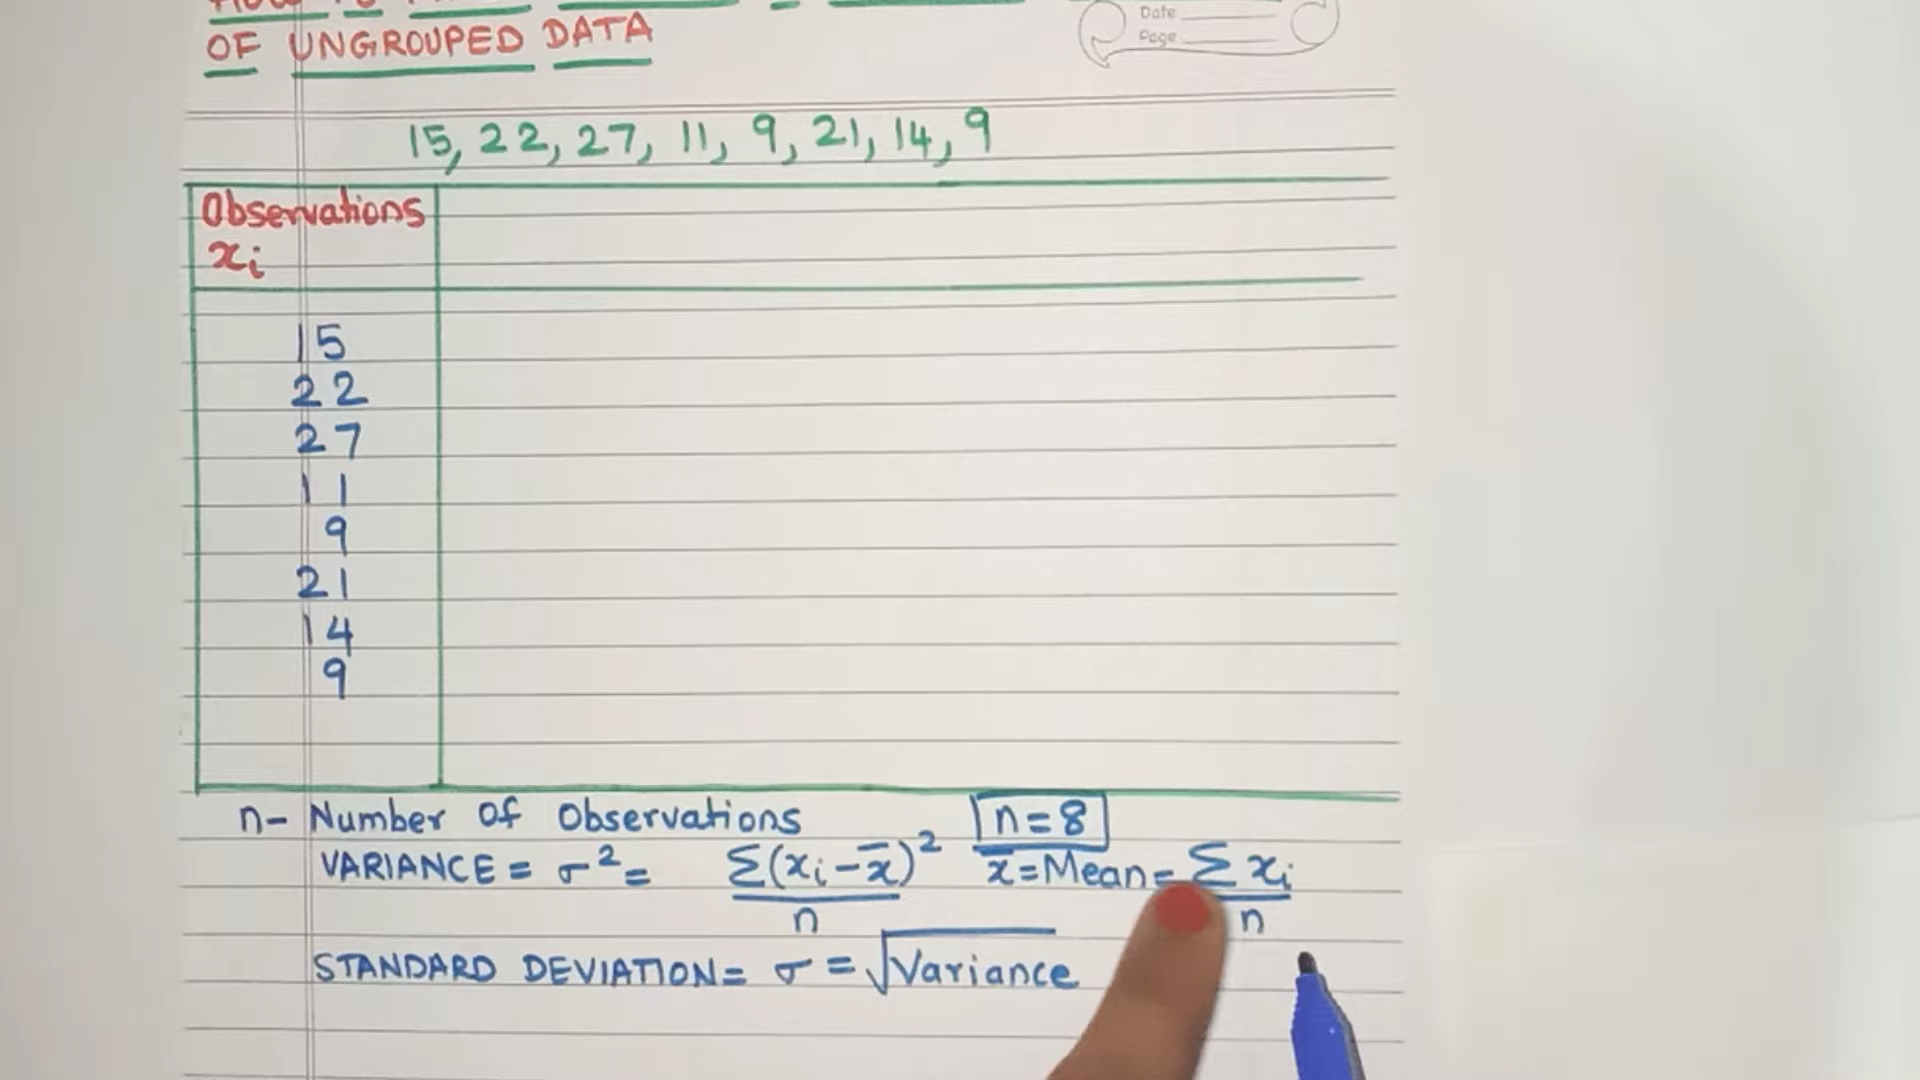 OF UNGROUPED DATA
Date
Page
15, 22, 27, 11, 9, 21, 14, 9
Observations
xi
15
22
27
11
9
21
14
9
n- Number of Observations n=8
VARIANCE = σ² = Σ(xi-x̄)²/n x̄=Mean= Σxi/n
STANDARD DEVIATION= σ = √Variance